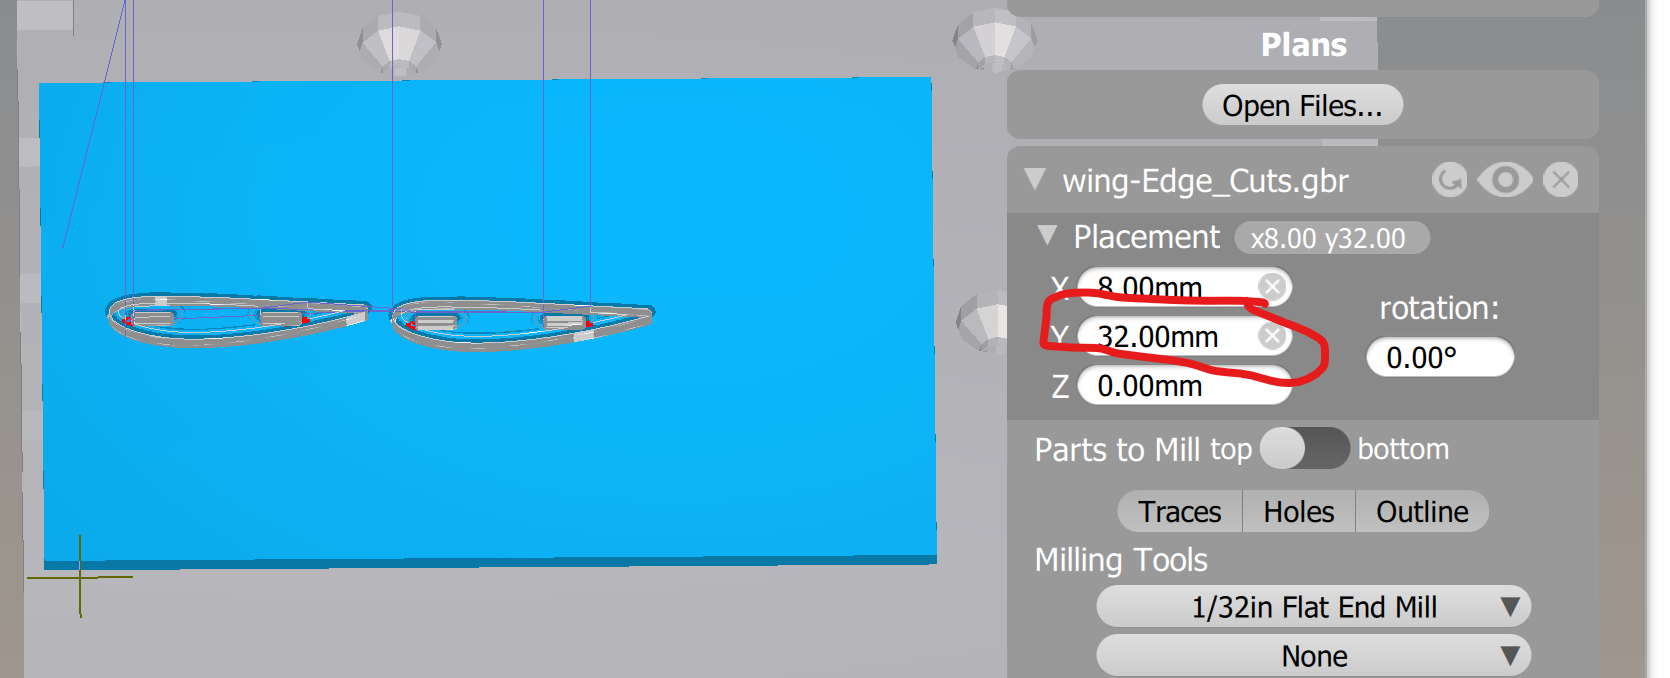 Plans
Open Files...
wing-Edge_Cuts.gbr
Placement x8.00 y32.00
X 8.00mm
Y 32.00mm
Z 0.00mm
rotation:
0.00°
Parts to Mill top bottom
Traces Holes Outline
Milling Tools
1/32in Flat End Mill
None